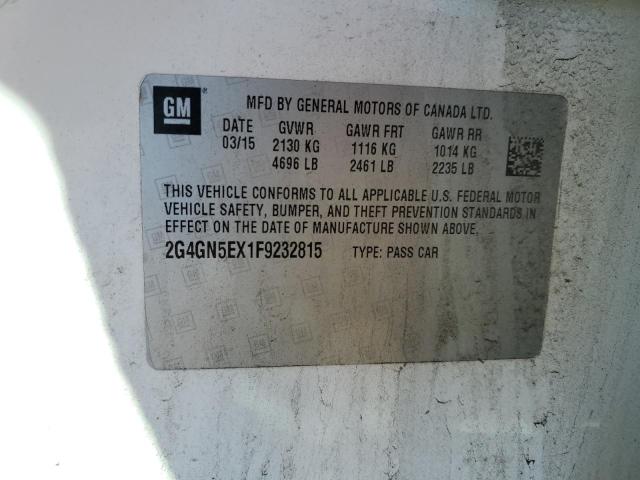 GM
MFD BY GENERAL MOTORS OF CANADA LTD.
DATE GVWR GAWR FRT GAWR RR
03/15 2130 KG 1116 KG 1014 KG
4696 LB 2461 LB 2235 LB
THIS VEHICLE CONFORMS TO ALL APPLICABLE U.S. FEDERAL MOTOR
VEHICLE SAFETY, BUMPER, AND THEFT PREVENTION STANDARDS IN
EFFECT ON THE DATE OF MANUFACTURE SHOWN ABOVE.
2G4GN5EX1F9232815 TYPE: PASS CAR